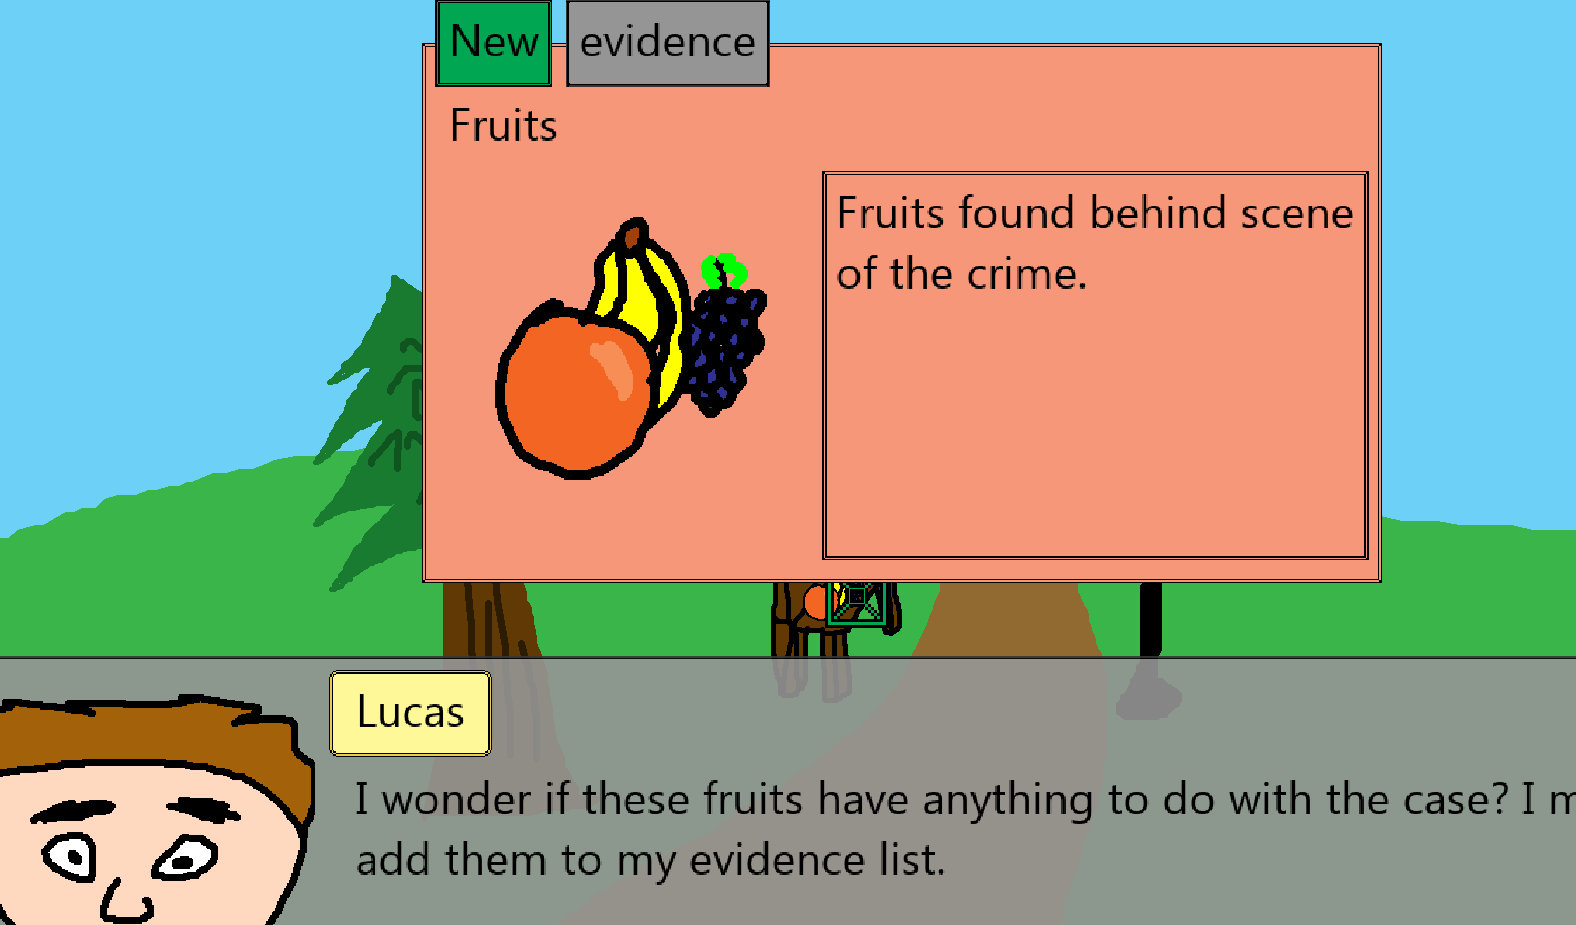 New evidence
Fruits
Fruits found behind scene
of the crime.
Lucas
I wonder if these fruits have anything to do with the case? I
add them to my evidence list.